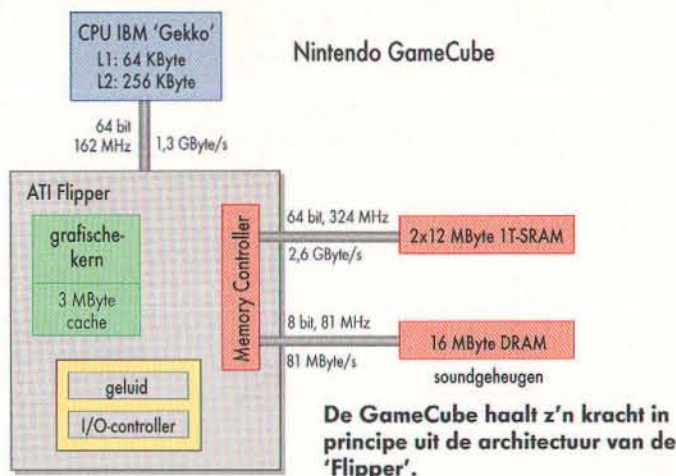 CPU IBM 'Gekko'
L1: 64 KByte
L2: 256 KByte
Nintendo GameCube
64 bit
162 MHz
1,3 GByte/s
ATI Flipper
grafische-
kern
3 MByte
cache
geluid
I/O-controller
Memory Controller
64 bit, 324 MHz
2,6 GByte/s
2x12 MByte 1T-SRAM
8 bit, 81 MHz
81 MByte/s
16 MByte DRAM
soundgeheugen
De GameCube haalt z'n kracht in
principe uit de architectuur van de
'Flipper'.